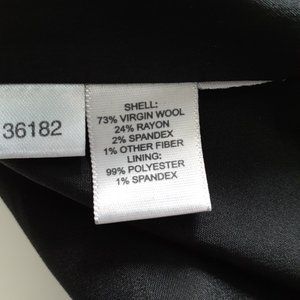 36182
SHELL:
73% VIRGIN WOOL
24% RAYON
2% SPANDEX
1% OTHER FIBER
LINING:
99% POLYESTER
1% SPANDEX